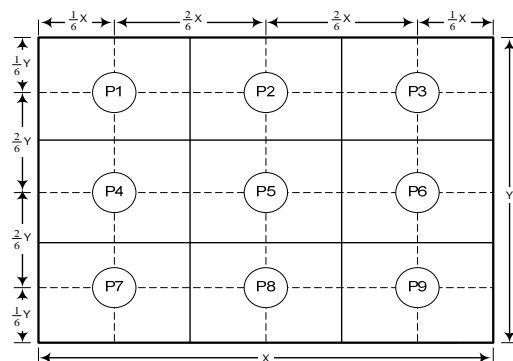 1/6 X 2/6 X 2/6 X 1/6 X
1/6 Y
P1 P2 P3
2/6 Y
P4 P5 P6
Y
2/6 Y
P7 P8 P9
1/6 Y
X